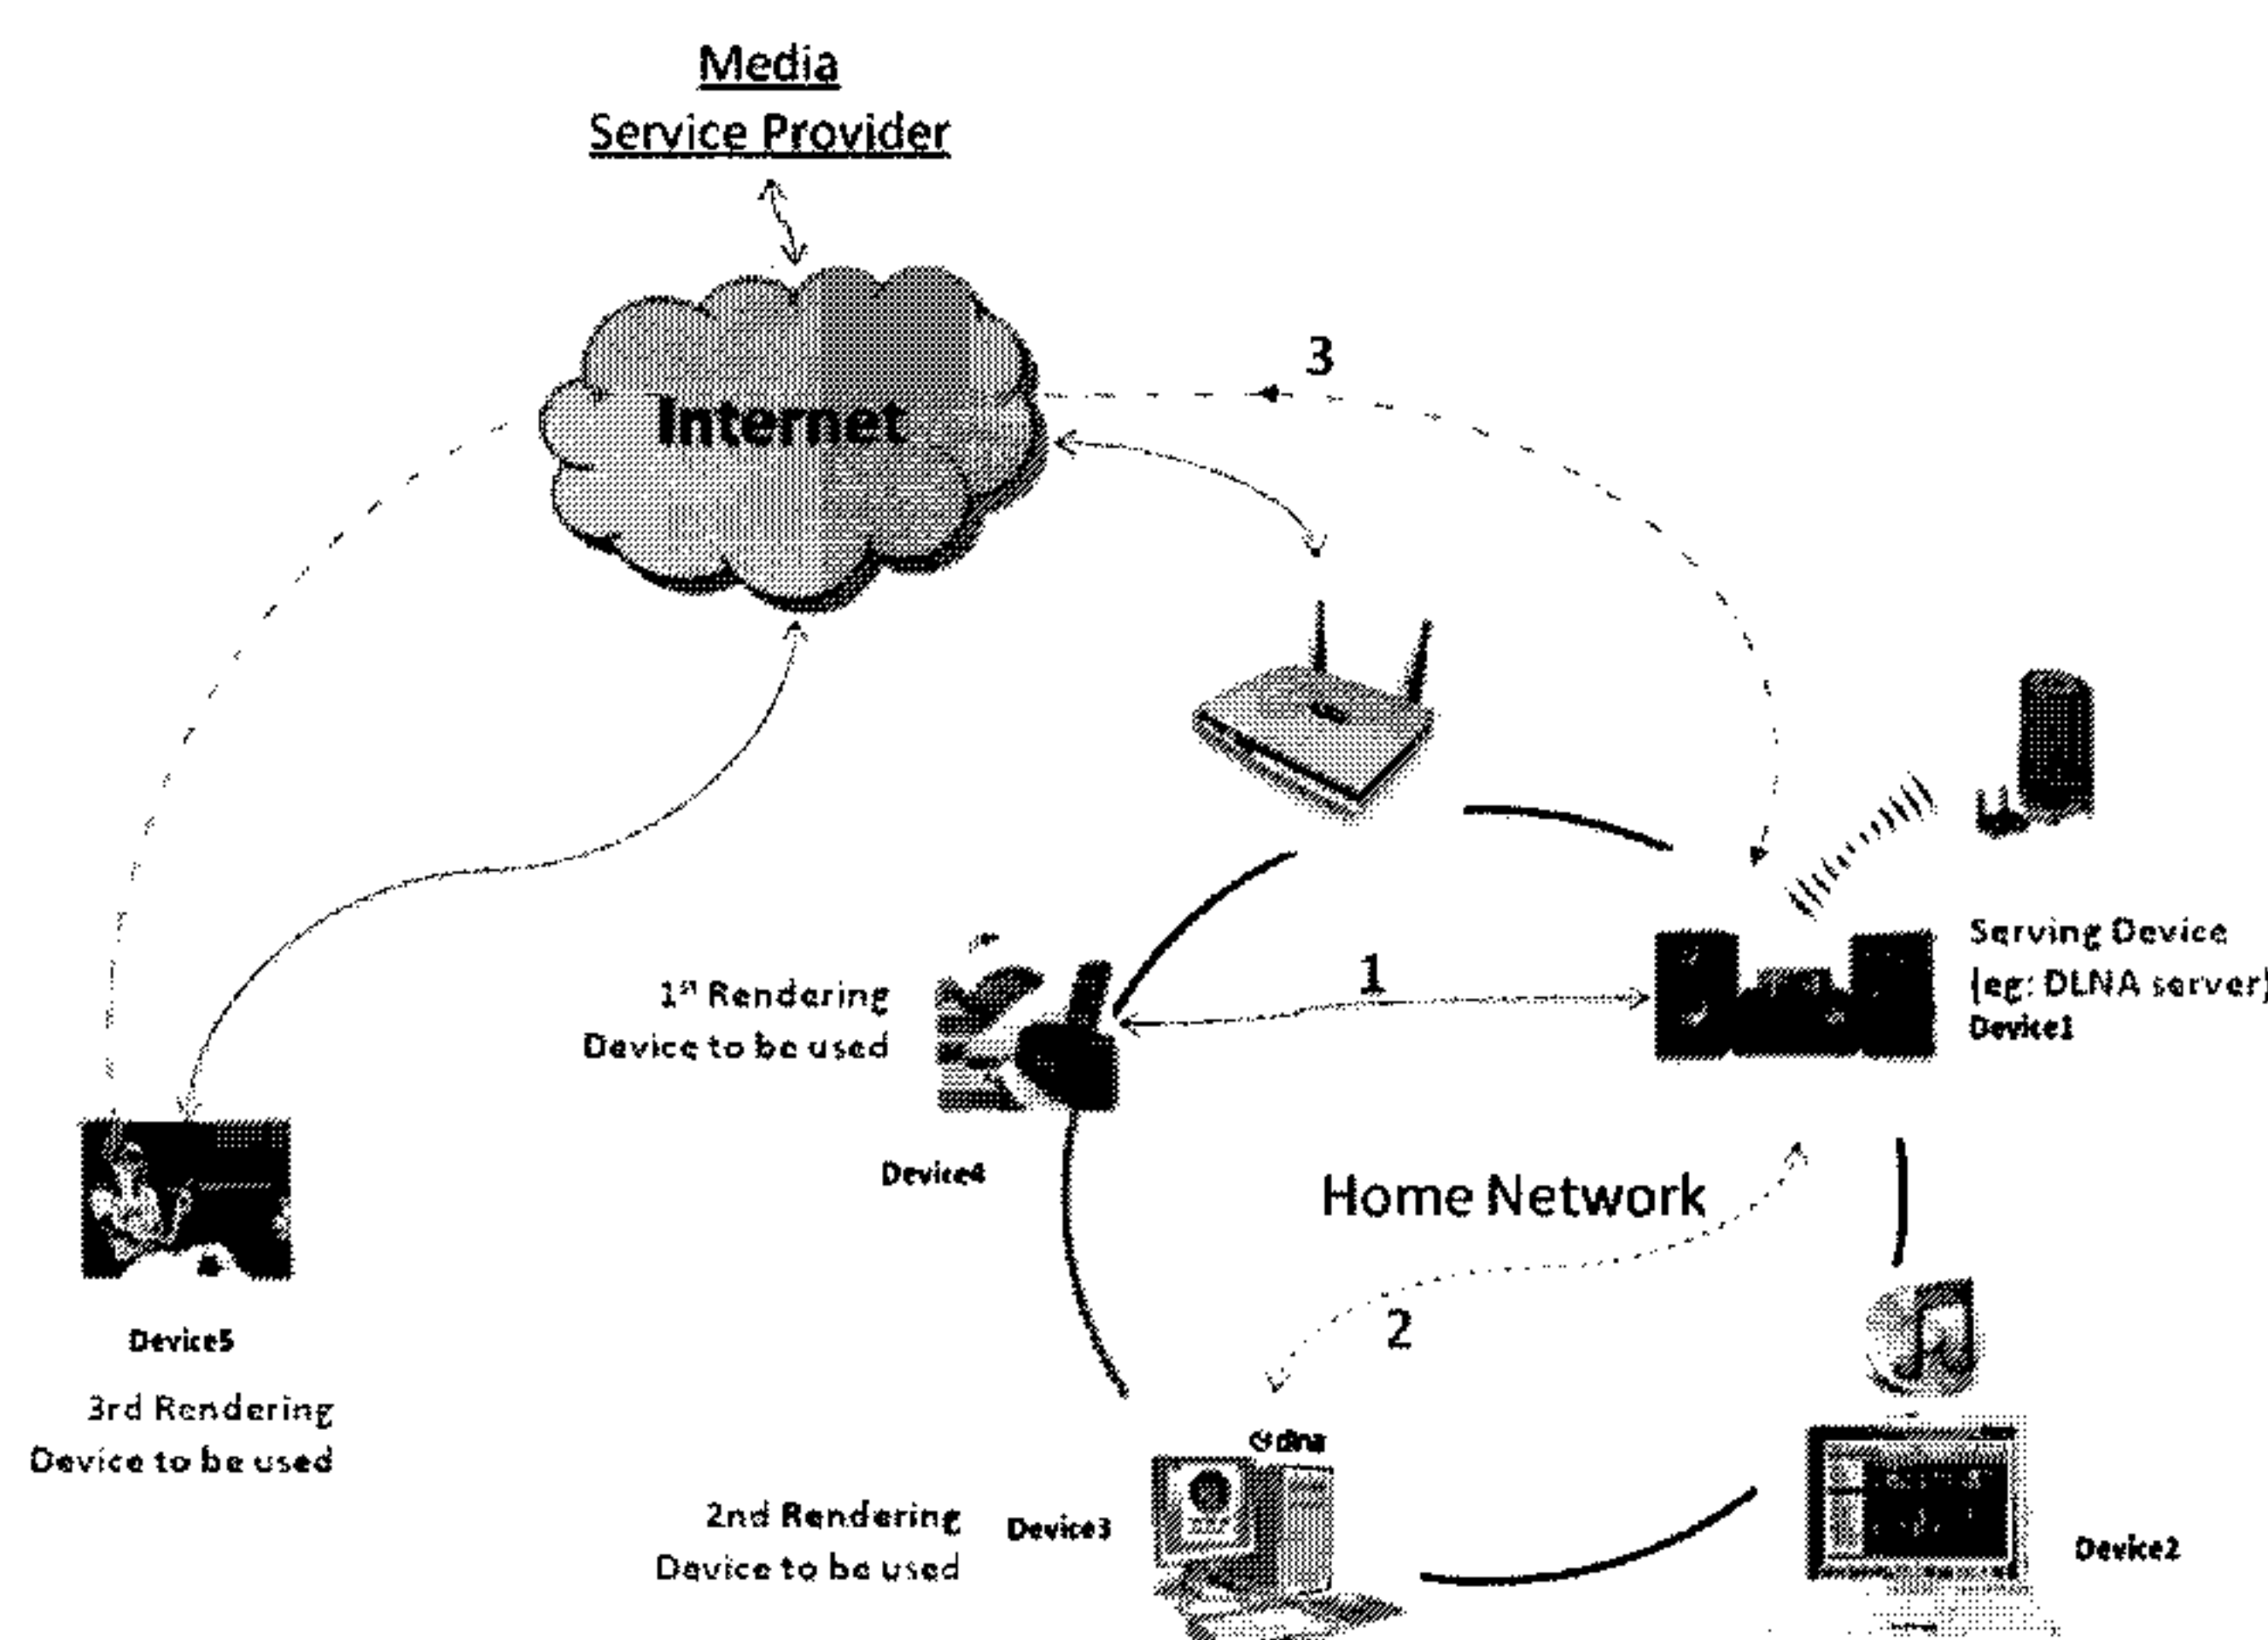 Media
Service Provider
Internet
3
Serving Device
(eg: DLNA server)
Device1
1
1st Rendering
Device to be used
Device4
Home Network
2
Device5
3rd Rendering
Device to be used
dlna
2nd Rendering
Device to be used
Device3
Device2